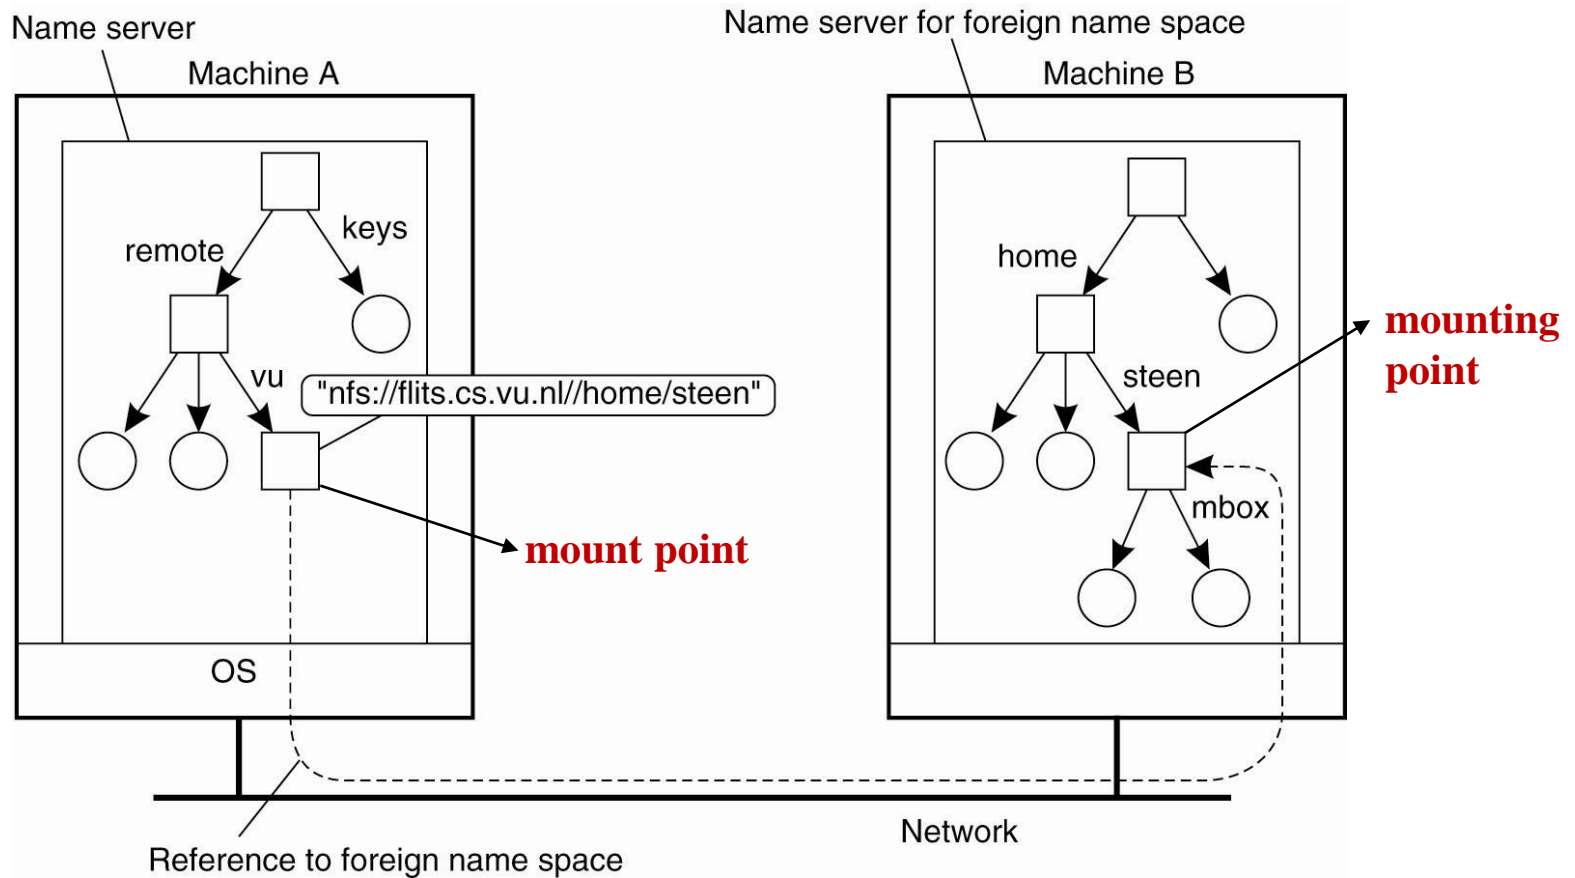 Name server
Name server for foreign name space
Machine A
Machine B
keys
remote
home
mounting
point
vu
"nfs://flits.cs.vu.nl//home/steen"
steen
mbox
mount point
OS
Network
Reference to foreign name space